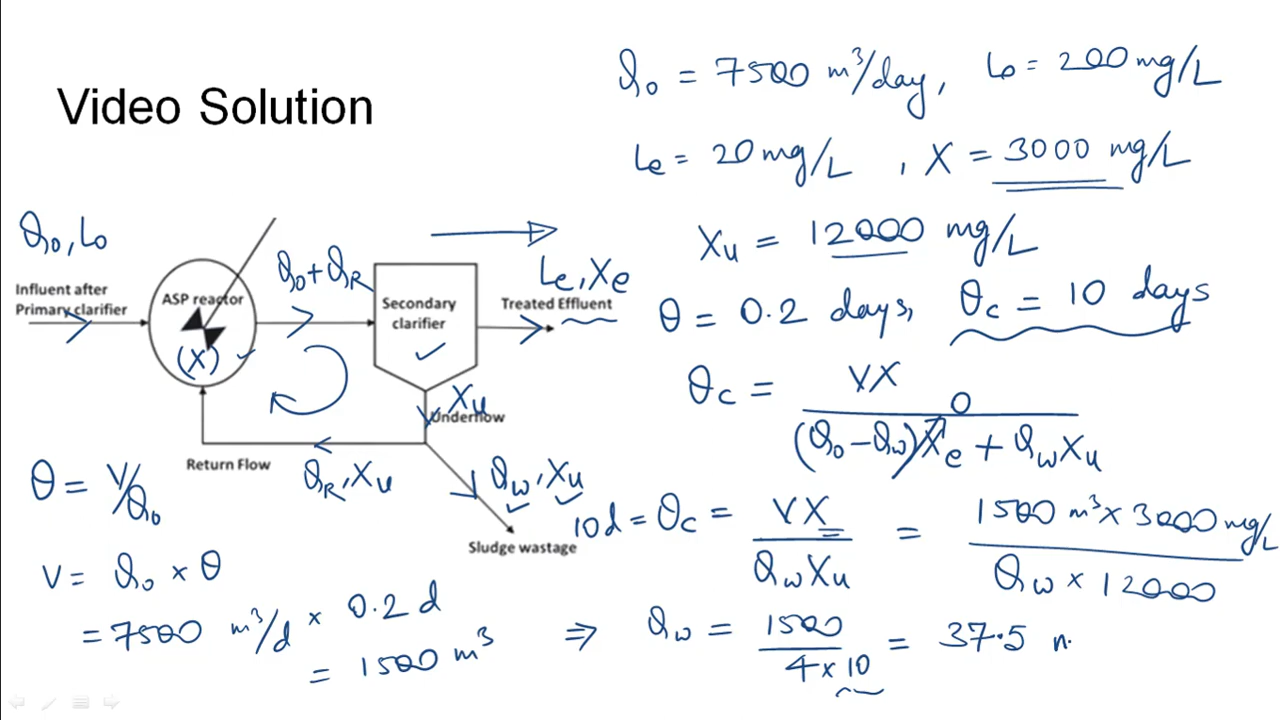 Video Solution
Q₀ = 7500 m³/day, L₀ = 200 mg/L
Le = 20 mg/L , X = 3000 mg/L
Xu = 12000 mg/L
θ = 0.2 days, θc = 10 days
θc = VX / (Q₀ - Qw)Xe + QwXu
0
10d = θc = VX / QwXu = 1500 m³ x 3000 mg/L / Qw x 12000
⇒ Qw = 1500 / 4 x 10 = 37.5 m
Q₀, L₀
Influent after
Primary clarifier
ASP reactor
(X)
Q₀ + QR
Secondary
clarifier
Le, Xe
Treated Effluent
Xu
Underflow
Return Flow
QR, Xu
Qw, Xu
Sludge wastage
θ = V/Q₀
V = Q₀ x θ
= 7500 m³/d x 0.2 d
= 1500 m³